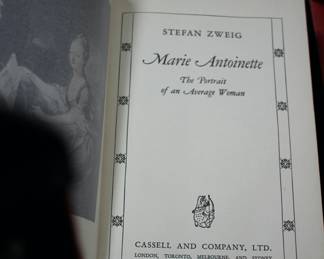 STEFAN ZWEIG
Marie Antoinette
The Portrait
of an Average Woman
CASSELL AND COMPANY, LTD.
LONDON, TORONTO, MELBOURNE, AND SYDNEY